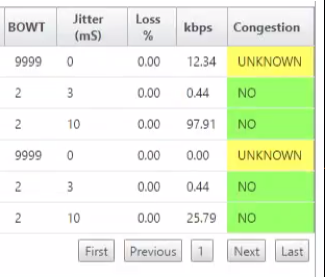 BOWT Jitter (mS) Loss % kbps Congestion
9999 0 0.00 12.34 UNKNOWN
2 3 0.00 0.44 NO
2 10 0.00 97.91 NO
9999 0 0.00 0.00 UNKNOWN
2 3 0.00 0.44 NO
2 10 0.00 25.79 NO
First Previous 1 Next Last